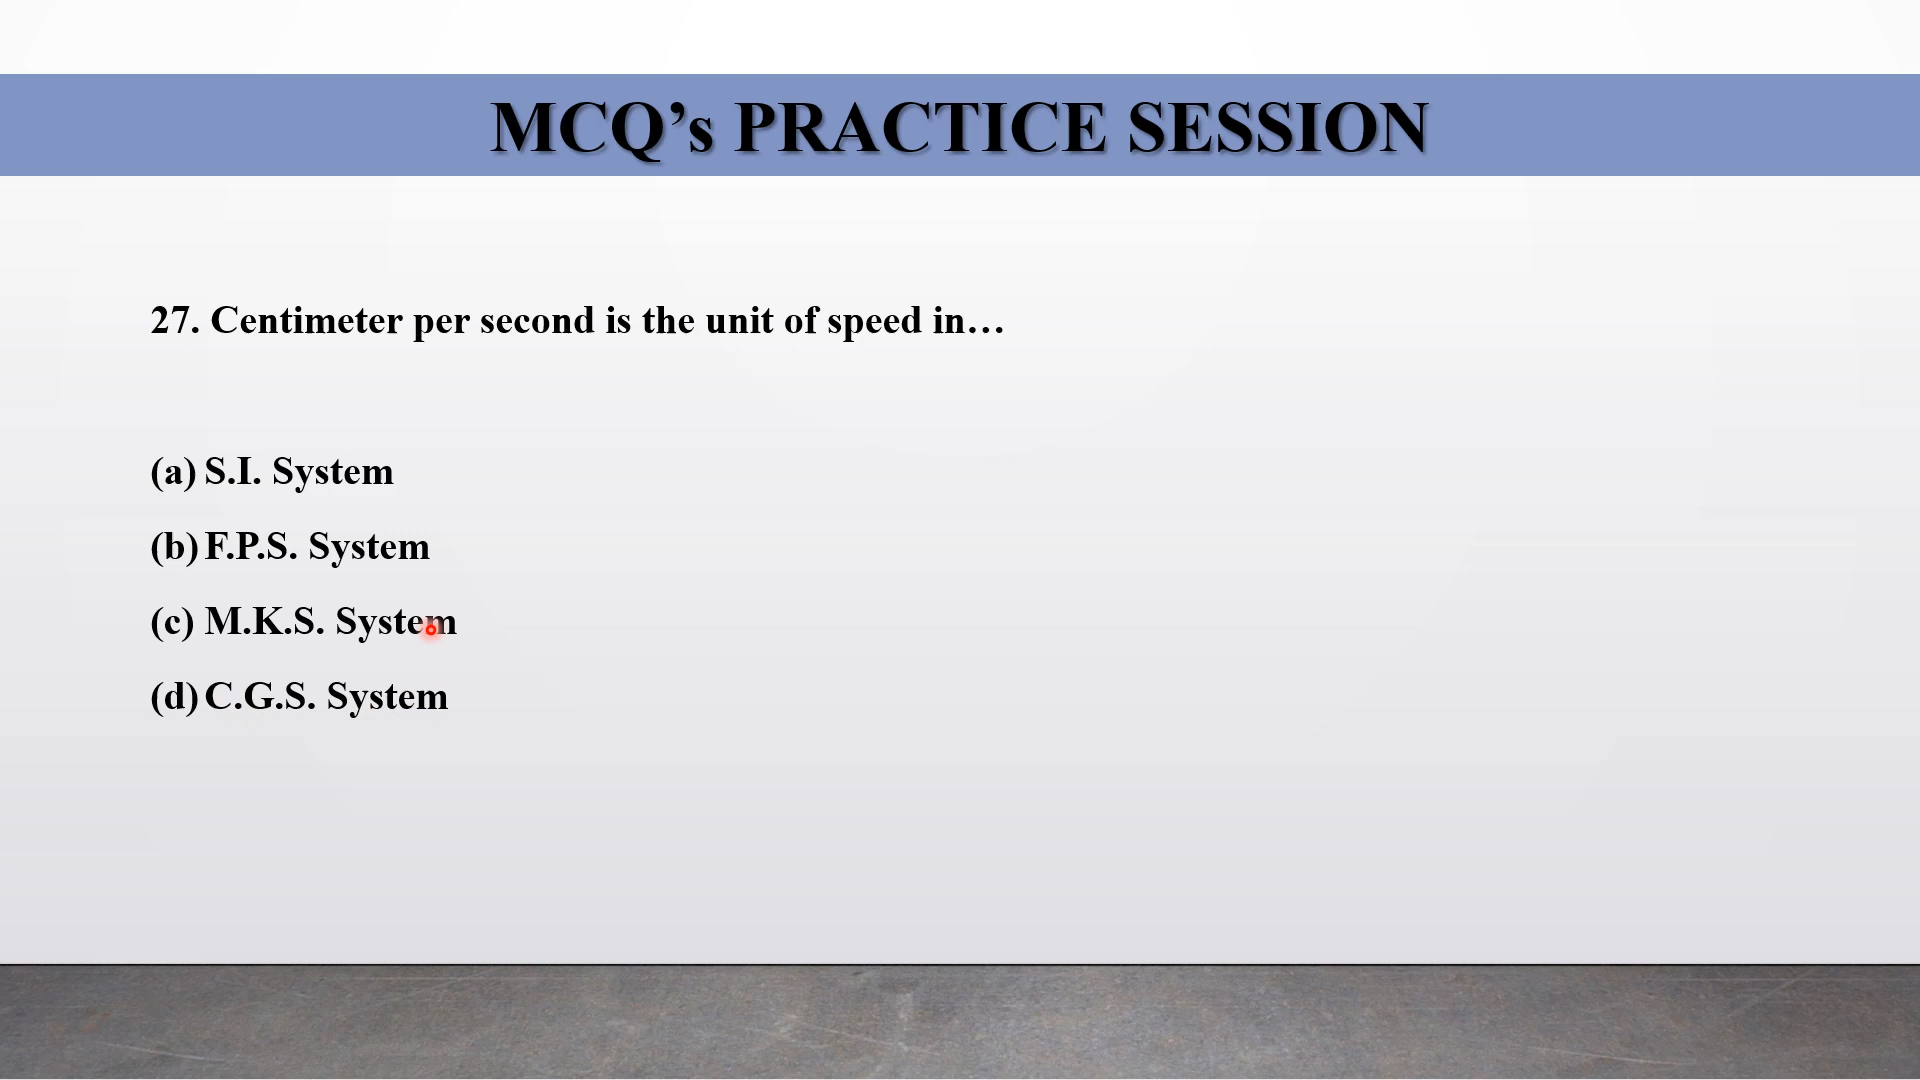 MCQ’s PRACTICE SESSION
27. Centimeter per second is the unit of speed in…
(a) S.I. System
(b) F.P.S. System
(c) M.K.S. System
(d) C.G.S. System